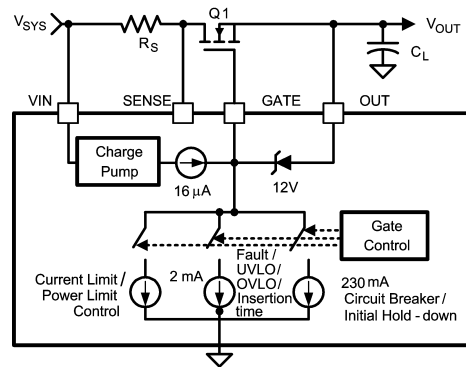 Q1
VSYS
RS
VOUT
CL
VIN
SENSE
GATE
OUT
Charge
Pump
16 µA
12V
Gate
Control
Current Limit /
Power Limit
Control
2 mA
Fault /
UVLO/
OVLO/
Insertion
time
230 mA
Circuit Breaker /
Initial Hold - down